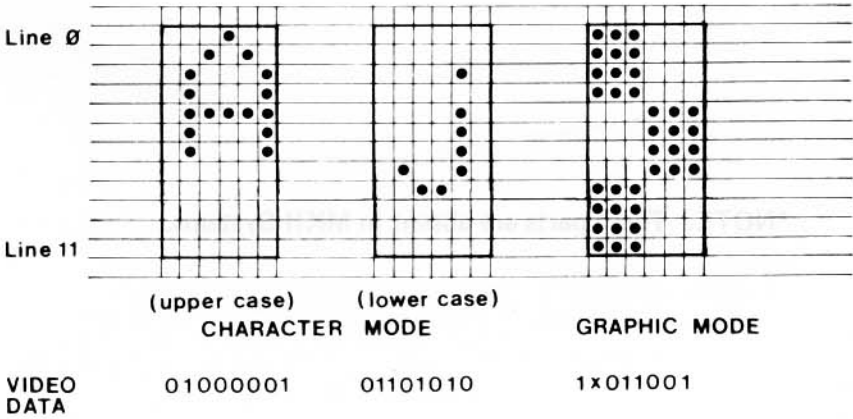 Line Ø
Line 11
(upper case) (lower case)
CHARACTER MODE GRAPHIC MODE
VIDEO DATA 01000001 01101010 1x011001